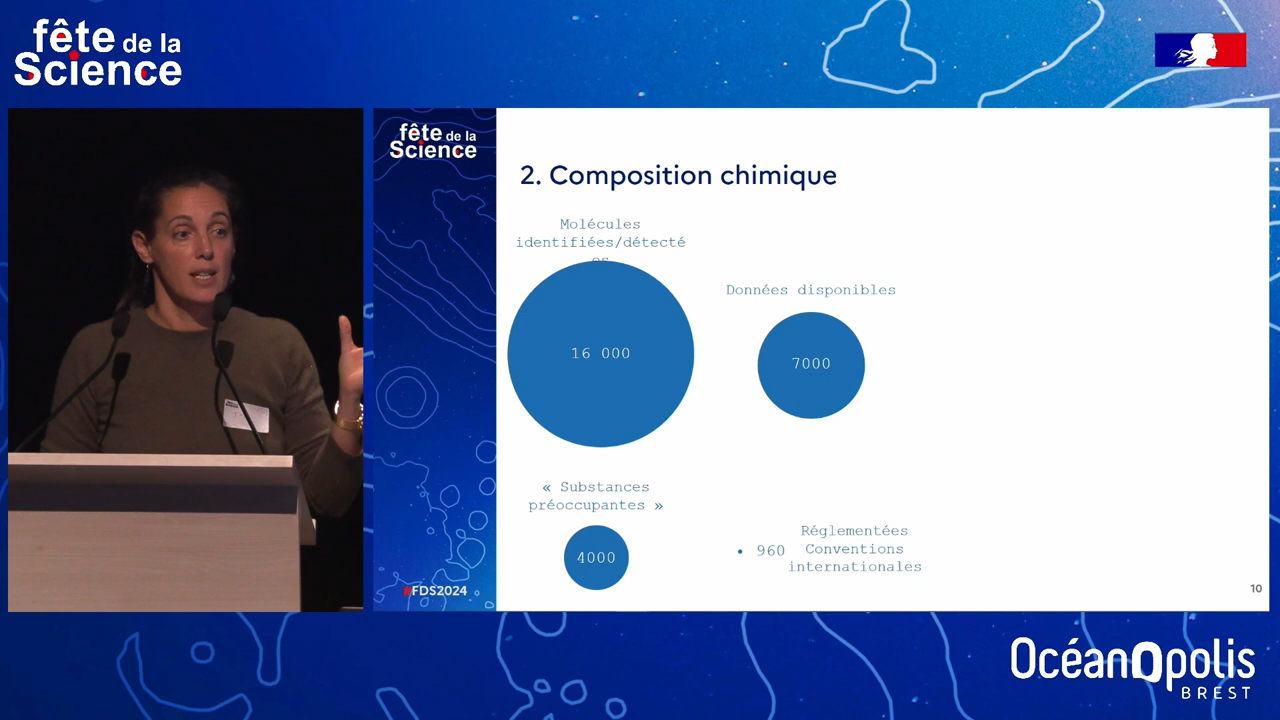 fête de la
Science
fête de la
Science
2. Composition chimique
Molécules
identifiées/détecté
es
16 000
Données disponibles
7000
« Substances
préoccupantes »
4000
• 960
Réglementées
Conventions
internationales
#FDS2024
10
OcéanOpolis
BREST